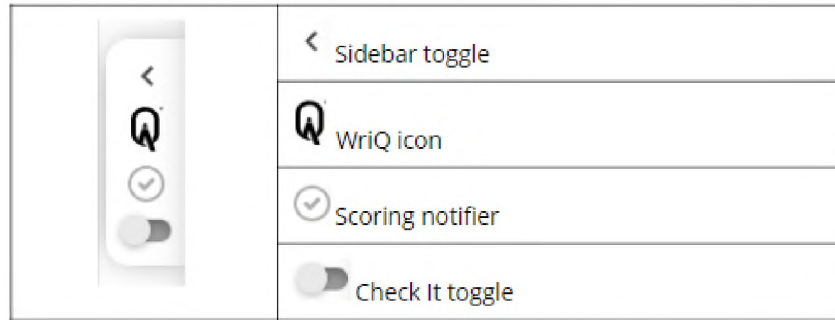 Sidebar toggle
WriQ icon
Scoring notifier
Check It toggle